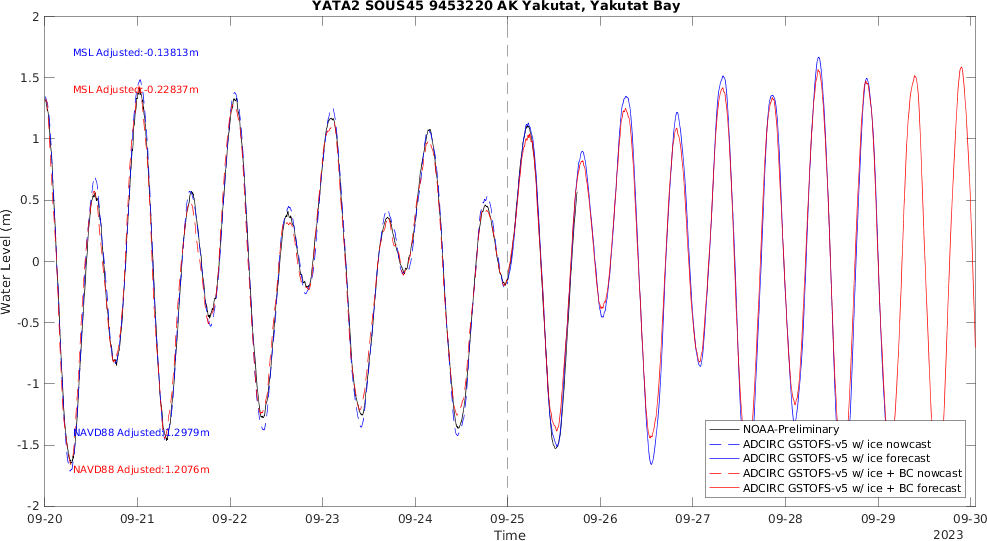 YATA2 SOUS45 9453220 AK Yakutat, Yakutat Bay
2
1.5
1
0.5
0
-0.5
-1
-1.5
-2
Water Level (m)
MSL Adjusted:-0.13813m
MSL Adjusted:-0.22837m
NAVD88 Adjusted:1.2979m
NAVD88 Adjusted:1.2076m
NOAA-Preliminary
ADCIRC GSTOFS-v5 w/ ice nowcast
ADCIRC GSTOFS-v5 w/ ice forecast
ADCIRC GSTOFS-v5 w/ ice + BC nowcast
ADCIRC GSTOFS-v5 w/ ice + BC forecast
09-20 09-21 09-22 09-23 09-24 09-25 09-26 09-27 09-28 09-29 09-30
Time
2023